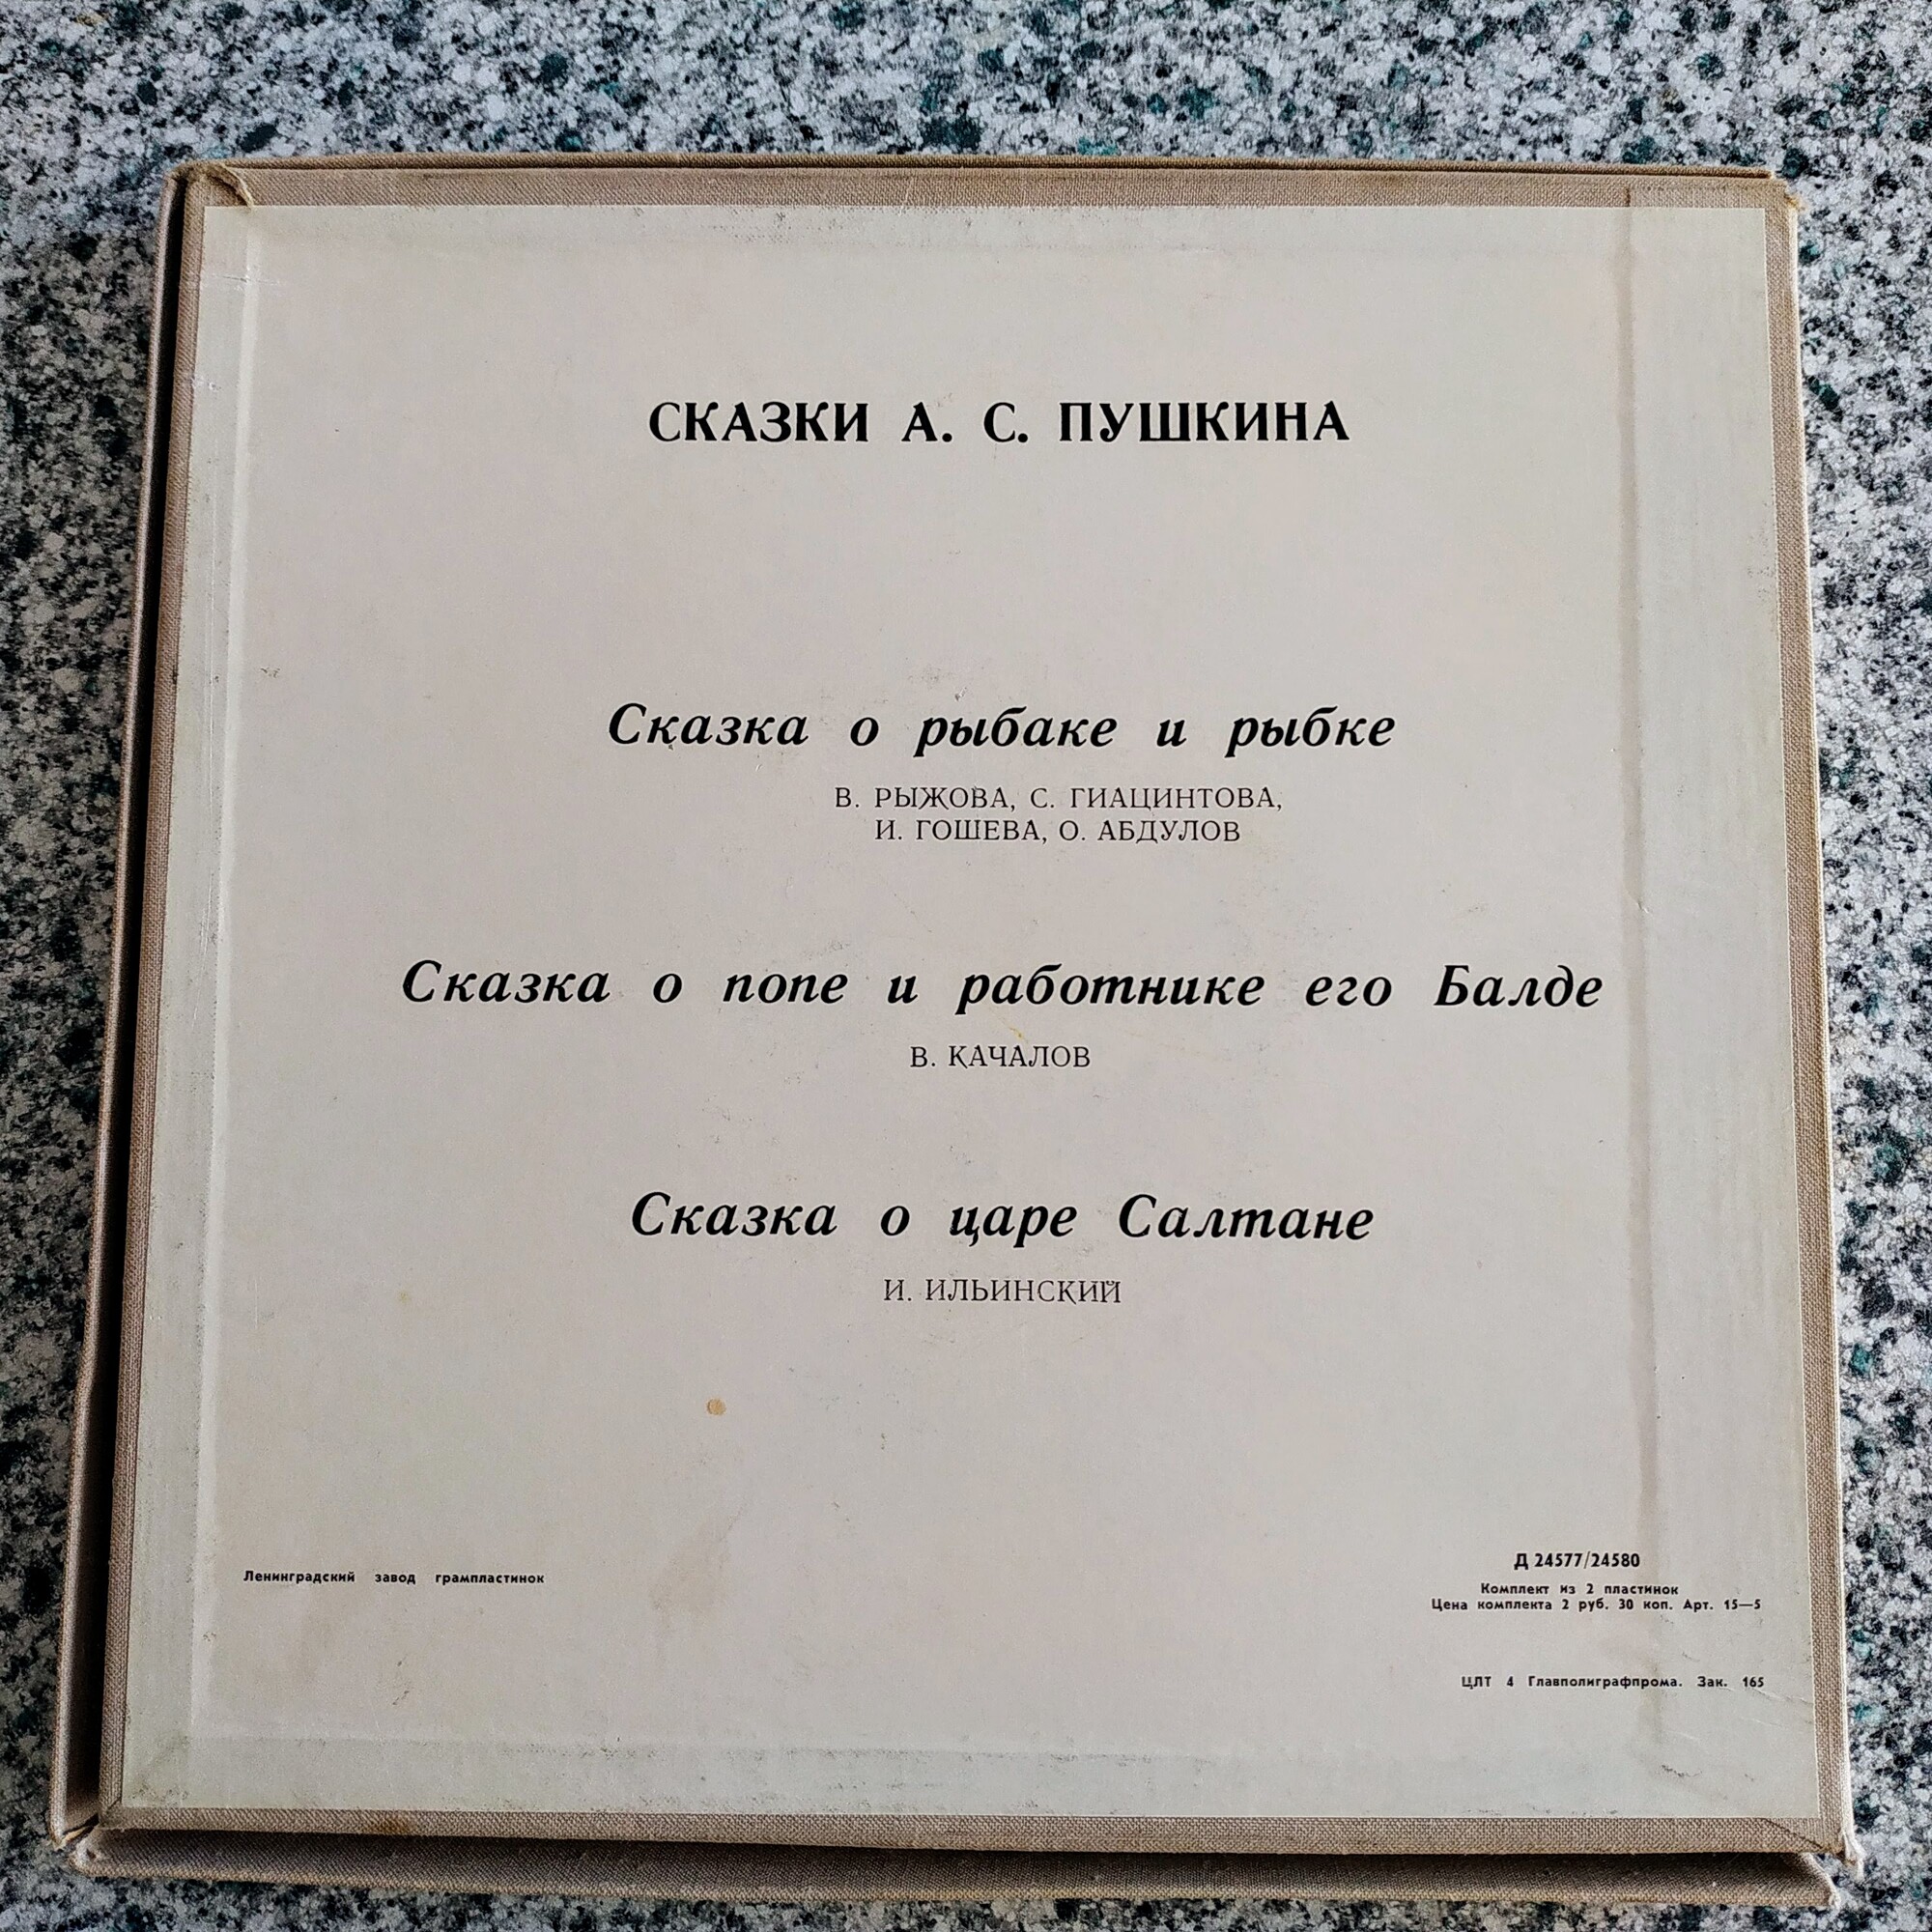 СКАЗКИ А. С. ПУШКИНА
Сказка о рыбаке и рыбке
В. РЫЖОВА, С. ГИАЦИНТОВА,
И. ГОШЕВА, О. АБДУЛОВ
Сказка о попе и работнике его Балде
В. КАЧАЛОВ
Сказка о царе Салтане
И. ИЛЬИНСКИЙ
Ленинградский завод грампластинок
Д 24577/24580
Комплект из 2 пластинок
Цена комплекта 2 руб. 30 коп. Арт. 15—5
ЦЛТ 4 Главполиграфпрома. Зак. 165